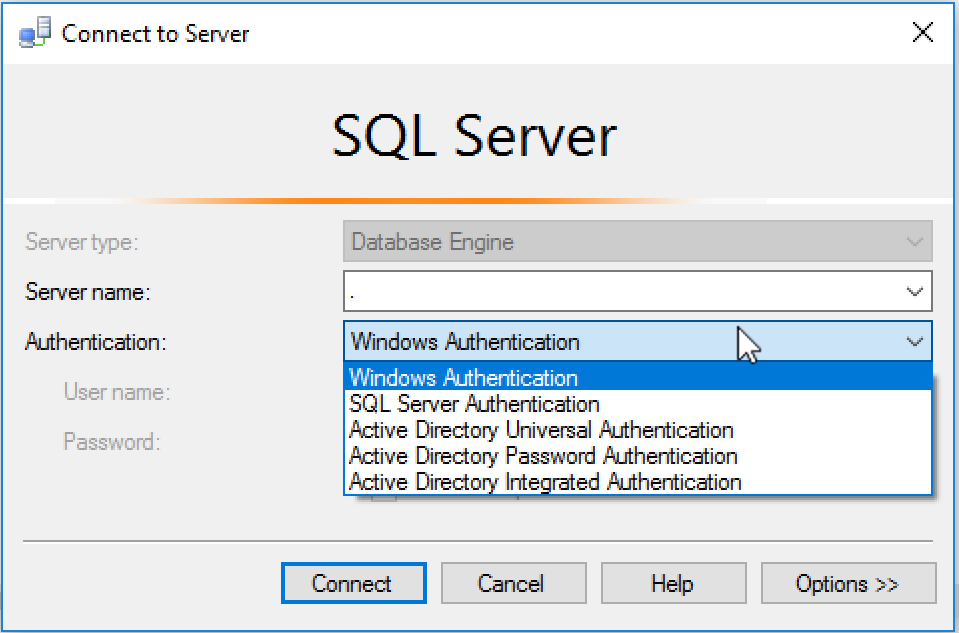 Connect to Server
SQL Server
Server type:
Database Engine
Server name:
.
Authentication:
Windows Authentication
Windows Authentication
SQL Server Authentication
Active Directory Universal Authentication
Active Directory Password Authentication
Active Directory Integrated Authentication
User name:
Password:
Connect
Cancel
Help
Options >>